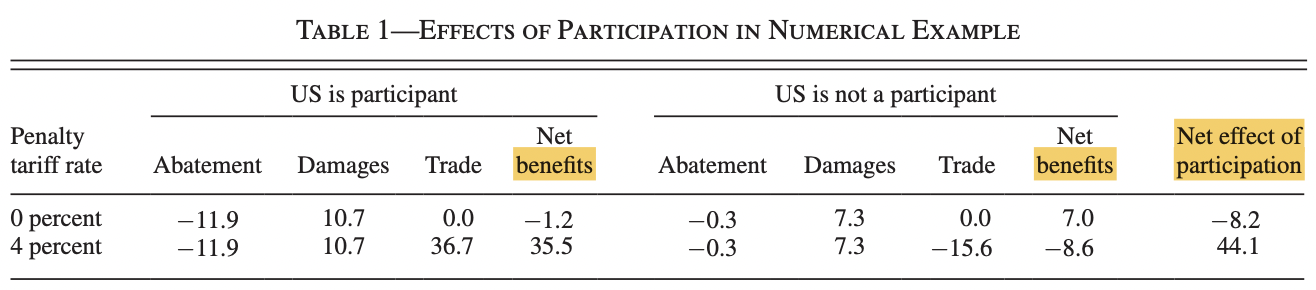 TABLE 1—EFFECTS OF PARTICIPATION IN NUMERICAL EXAMPLE
US is participant US is not a participant
Penalty Net Net Net effect of
tariff rate Abatement Damages Trade benefits Abatement Damages Trade benefits participation
0 percent −11.9 10.7 0.0 −1.2 −0.3 7.3 0.0 7.0 −8.2
4 percent −11.9 10.7 36.7 35.5 −0.3 7.3 −15.6 −8.6 44.1